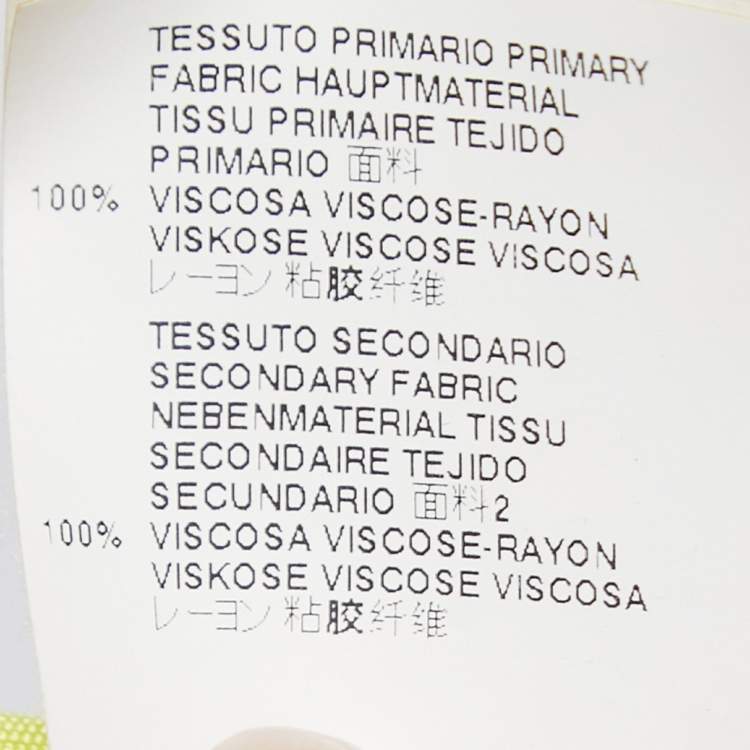 TESSUTO PRIMARIO PRIMARY
FABRIC HAUPTMATERIAL
TISSU PRIMAIRE TEJIDO
PRIMARIO 面料
100% VISCOSA VISCOSE-RAYON
VISKOSE VISCOSE VISCOSA
レーヨン 粘胶纤维
TESSUTO SECONDARIO
SECONDARY FABRIC
NEBENMATERIAL TISSU
SECONDAIRE TEJIDO
SECUNDARIO 面料2
100% VISCOSA VISCOSE-RAYON
VISKOSE VISCOSE VISCOSA
レーヨン 粘胶纤维